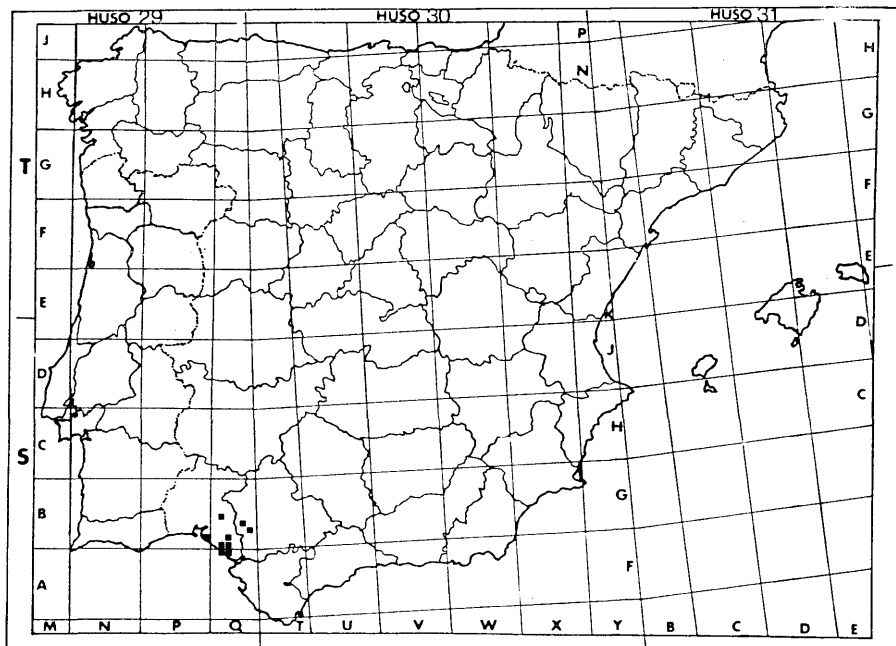 HUSO 29 HUSO 30 HUSO 31
J P H
N
H G
T G F
F E
E K D
J
D C
H
S C
G
B
F
A
M N P Q T U V W X Y B C D E